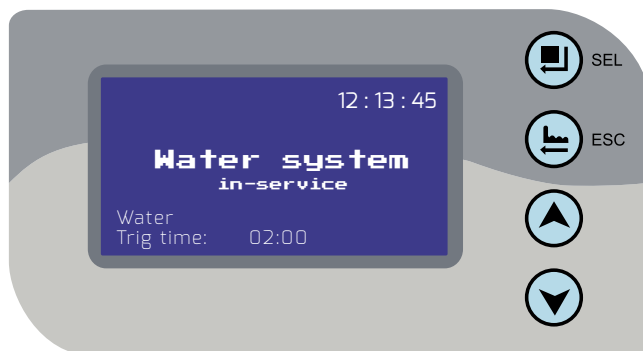 12 : 13 : 45
SEL
Water system
in-service
ESC
Water
Trig time: 02:00